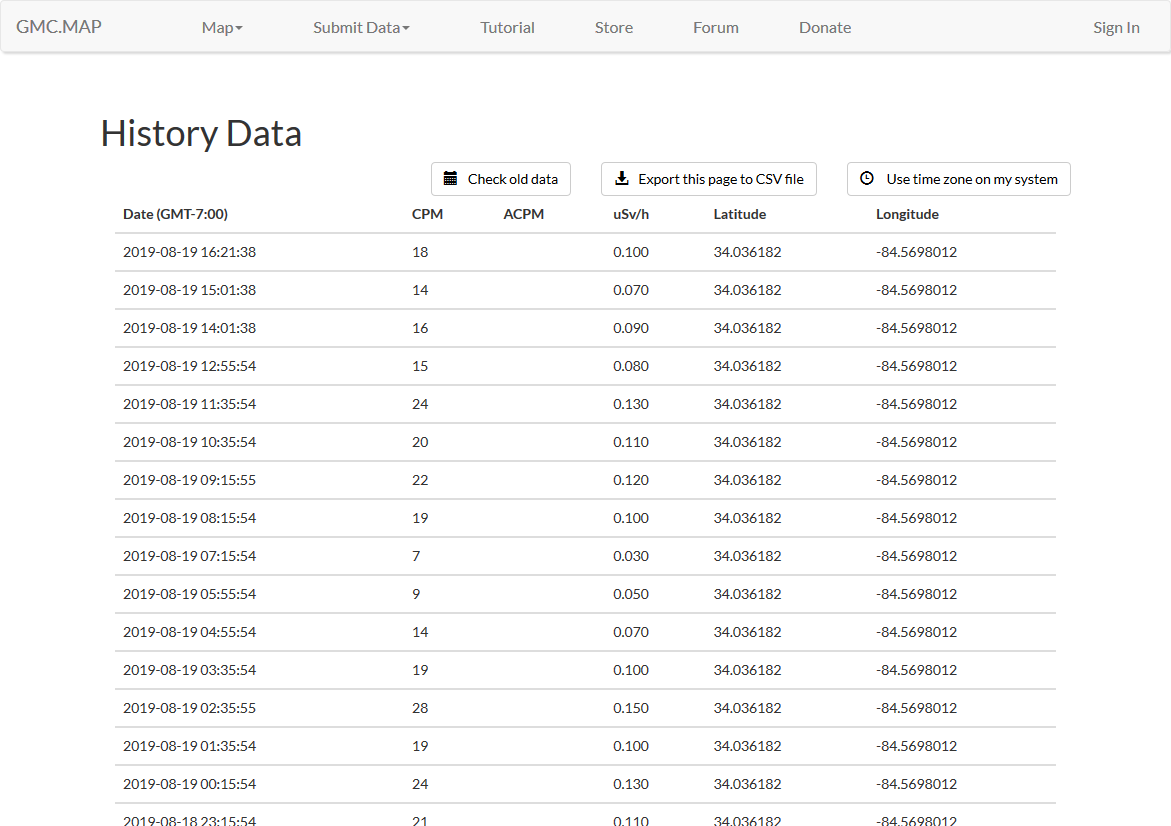 GMC.MAP Map Submit Data Tutorial Store Forum Donate Sign In
History Data
Check old data Export this page to CSV file Use time zone on my system
Date (GMT-7:00) CPM ACPM uSv/h Latitude Longitude
2019-08-19 16:21:38 18 0.100 34.036182 -84.5698012
2019-08-19 15:01:38 14 0.070 34.036182 -84.5698012
2019-08-19 14:01:38 16 0.090 34.036182 -84.5698012
2019-08-19 12:55:54 15 0.080 34.036182 -84.5698012
2019-08-19 11:35:54 24 0.130 34.036182 -84.5698012
2019-08-19 10:35:54 20 0.110 34.036182 -84.5698012
2019-08-19 09:15:55 22 0.120 34.036182 -84.5698012
2019-08-19 08:15:54 19 0.100 34.036182 -84.5698012
2019-08-19 07:15:54 7 0.030 34.036182 -84.5698012
2019-08-19 05:55:54 9 0.050 34.036182 -84.5698012
2019-08-19 04:55:54 14 0.070 34.036182 -84.5698012
2019-08-19 03:35:54 19 0.100 34.036182 -84.5698012
2019-08-19 02:35:55 28 0.150 34.036182 -84.5698012
2019-08-19 01:35:54 19 0.100 34.036182 -84.5698012
2019-08-19 00:15:54 24 0.130 34.036182 -84.5698012
2019-08-18 23:15:54 21 0.110 34.036182 -84.5698012